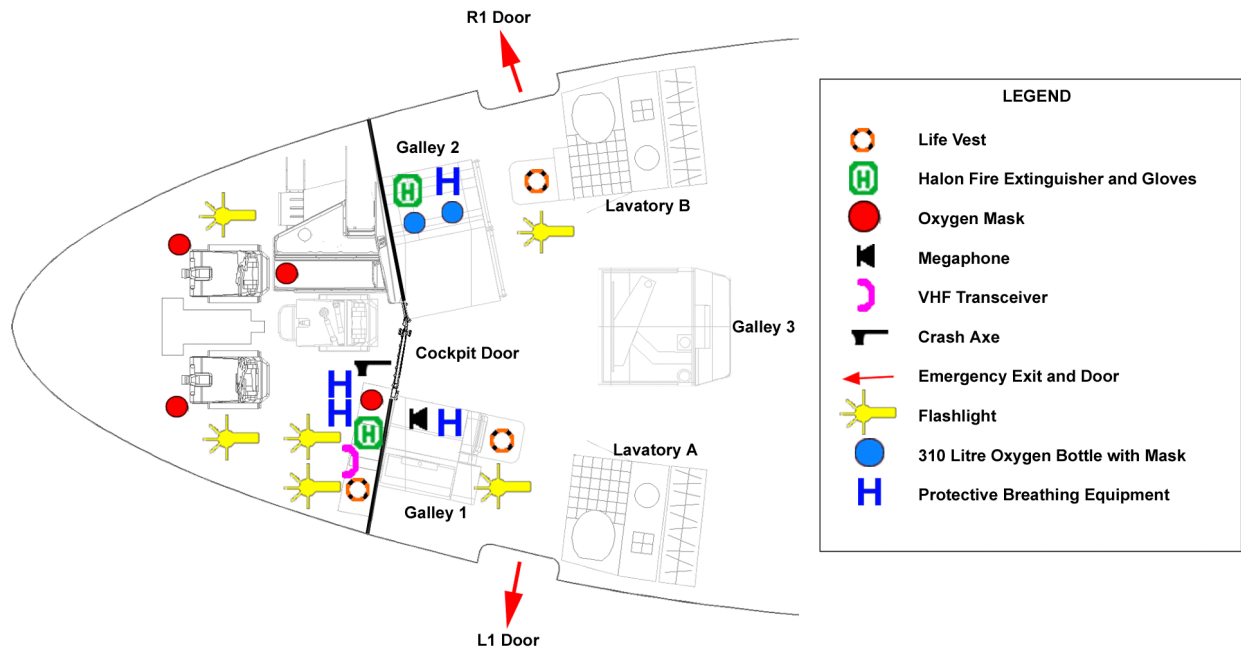 R1 Door
Galley 2
Lavatory B
Galley 3
Cockpit Door
Lavatory A
Galley 1
L1 Door
LEGEND
Life Vest
Halon Fire Extinguisher and Gloves
Oxygen Mask
Megaphone
VHF Transceiver
Crash Axe
Emergency Exit and Door
Flashlight
310 Litre Oxygen Bottle with Mask
Protective Breathing Equipment